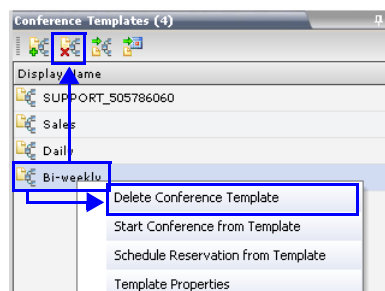 Conference Templates (4)
Display Name
SUPPORT_505786060
Sales
Daily
Bi-weekly
Delete Conference Template
Start Conference from Template
Schedule Reservation from Template
Template Properties